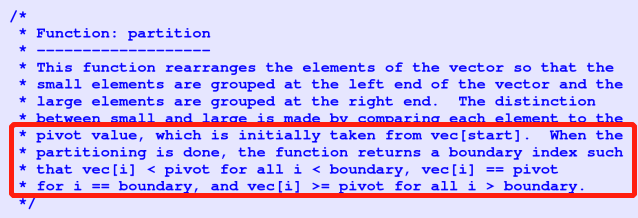 /*
* Function: partition
* -------------------
* This function rearranges the elements of the vector so that the
* small elements are grouped at the left end of the vector and the
* large elements are grouped at the right end.  The distinction
* between small and large is made by comparing each element to the
* pivot value, which is initially taken from vec[start].  When the
* partitioning is done, the function returns a boundary index such
* that vec[i] < pivot for all i < boundary, vec[i] == pivot
* for i == boundary, and vec[i] >= pivot for all i > boundary.
*/